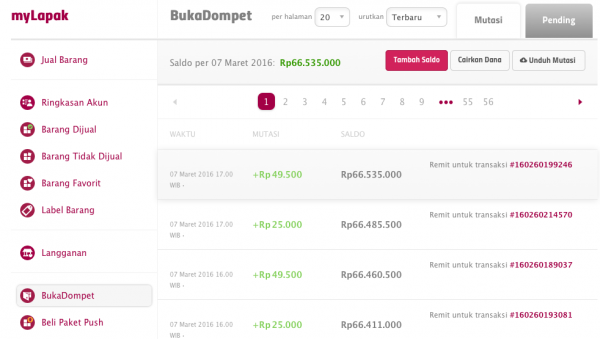 myLapak
BukaDompet per halaman 20 urutkan Terbaru Mutasi Pending
Jual Barang
Saldo per 07 Maret 2016: Rp66.535.000 Tambah Saldo Cairkan Dana Unduh Mutasi
Ringkasan Akun
Barang Dijual
Barang Tidak Dijual
Barang Favorit
Label Barang
Langganan
BukaDompet
Beli Paket Push
1 2 3 4 5 6 7 8 9 ••• 55 56
WAKTU MUTASI SALDO
07 Maret 2016 17.00 +Rp49.500 Rp66.535.000 Remit untuk transaksi #160260199246
WIB -
07 Maret 2016 17.00 +Rp25.000 Rp66.485.500 Remit untuk transaksi #160260214570
WIB -
07 Maret 2016 16.00 +Rp49.500 Rp66.460.500 Remit untuk transaksi #160260189037
WIB -
07 Maret 2016 16.00 +Rp25.000 Rp66.411.000 Remit untuk transaksi #160260193081
WIB -